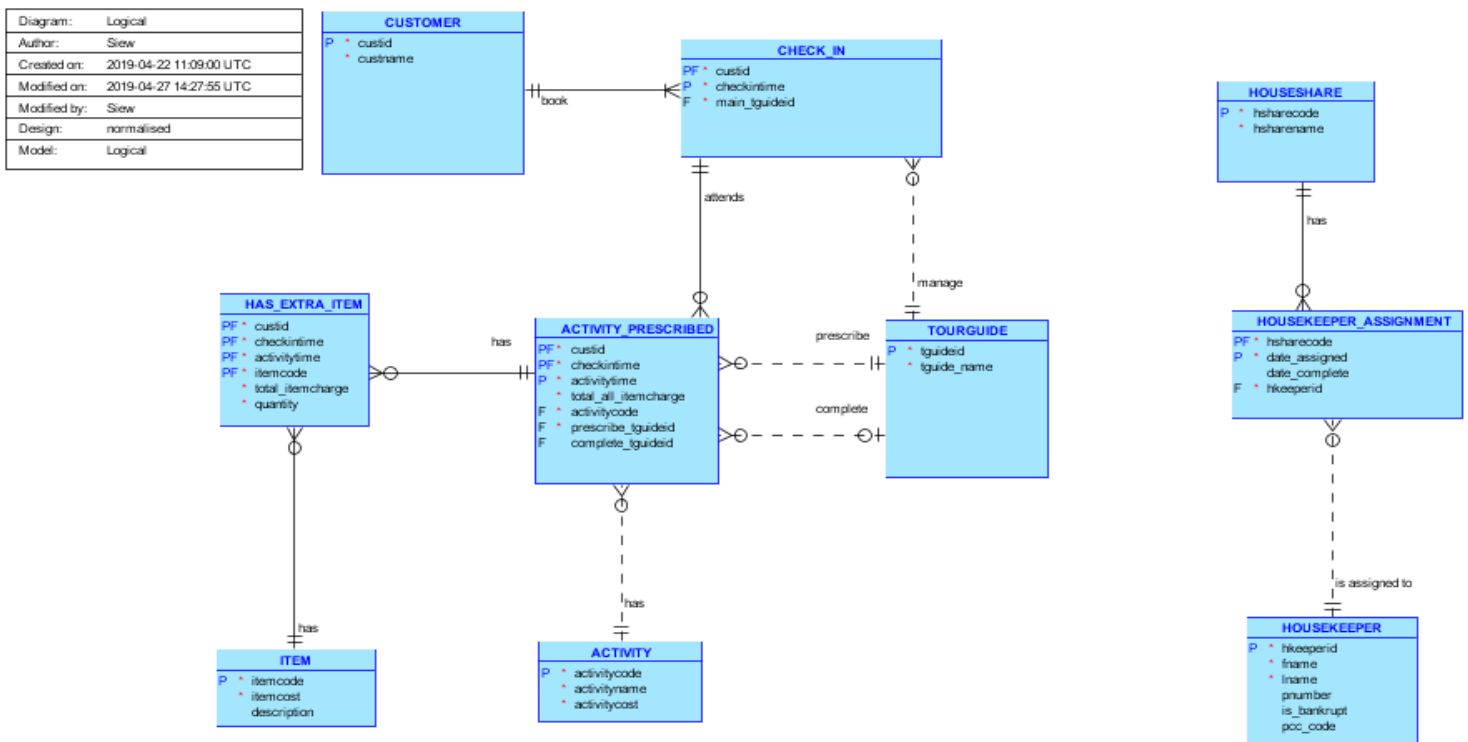 Diagram: Logical
Author: Siew
Created on: 2019-04-22 11:09:00 UTC
Modified on: 2019-04-27 14:27:55 UTC
Modified by: Siew
Design: normalised
Model: Logical
CUSTOMER
P * custid
* custname
book
CHECK_IN
PF * custid
P * checkintime
F * main_tguideid
attends
manage
HOUSESHARE
P * hsharecode
* hsharename
has
HAS_EXTRA_ITEM
PF * custid
PF * checkintime
PF * activitytime
PF * itemcode
* total_itemcharge
* quantity
has
ACTIVITY_PRESCRIBED
PF * custid
PF * checkintime
P * activitytime
* total_all_itemcharge
F * activitycode
F * prescribe_tguideid
F complete_tguideid
prescribe
complete
TOURGUIDE
P * tguideid
* tguide_name
HOUSEKEEPER_ASSIGNMENT
PF * hsharecode
P * date_assigned
date_complete
F * hkeeperid
has
ITEM
P * itemcode
* itemcost
description
has
ACTIVITY
P * activitycode
* activityname
* activitycost
is assigned to
HOUSEKEEPER
P * hkeeperid
* fname
* lname
pnumber
is_bankrupt
pcc_code